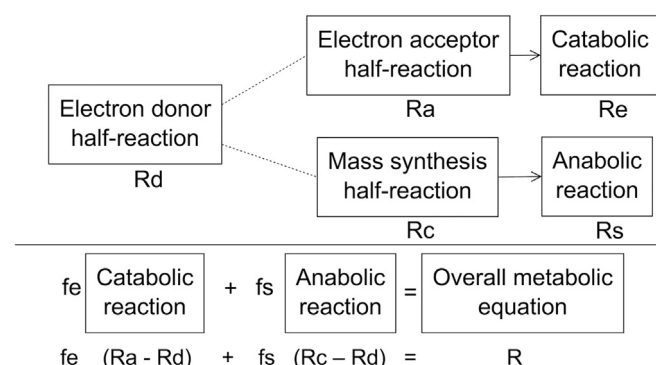 Electron donor
half-reaction
Rd
Electron acceptor
half-reaction
Ra
Catabolic
reaction
Re
Mass synthesis
half-reaction
Rc
Anabolic
reaction
Rs
fe
Catabolic
reaction
+ fs
Anabolic
reaction
=
Overall metabolic
equation
fe (Ra - Rd) + fs (Rc – Rd) = R